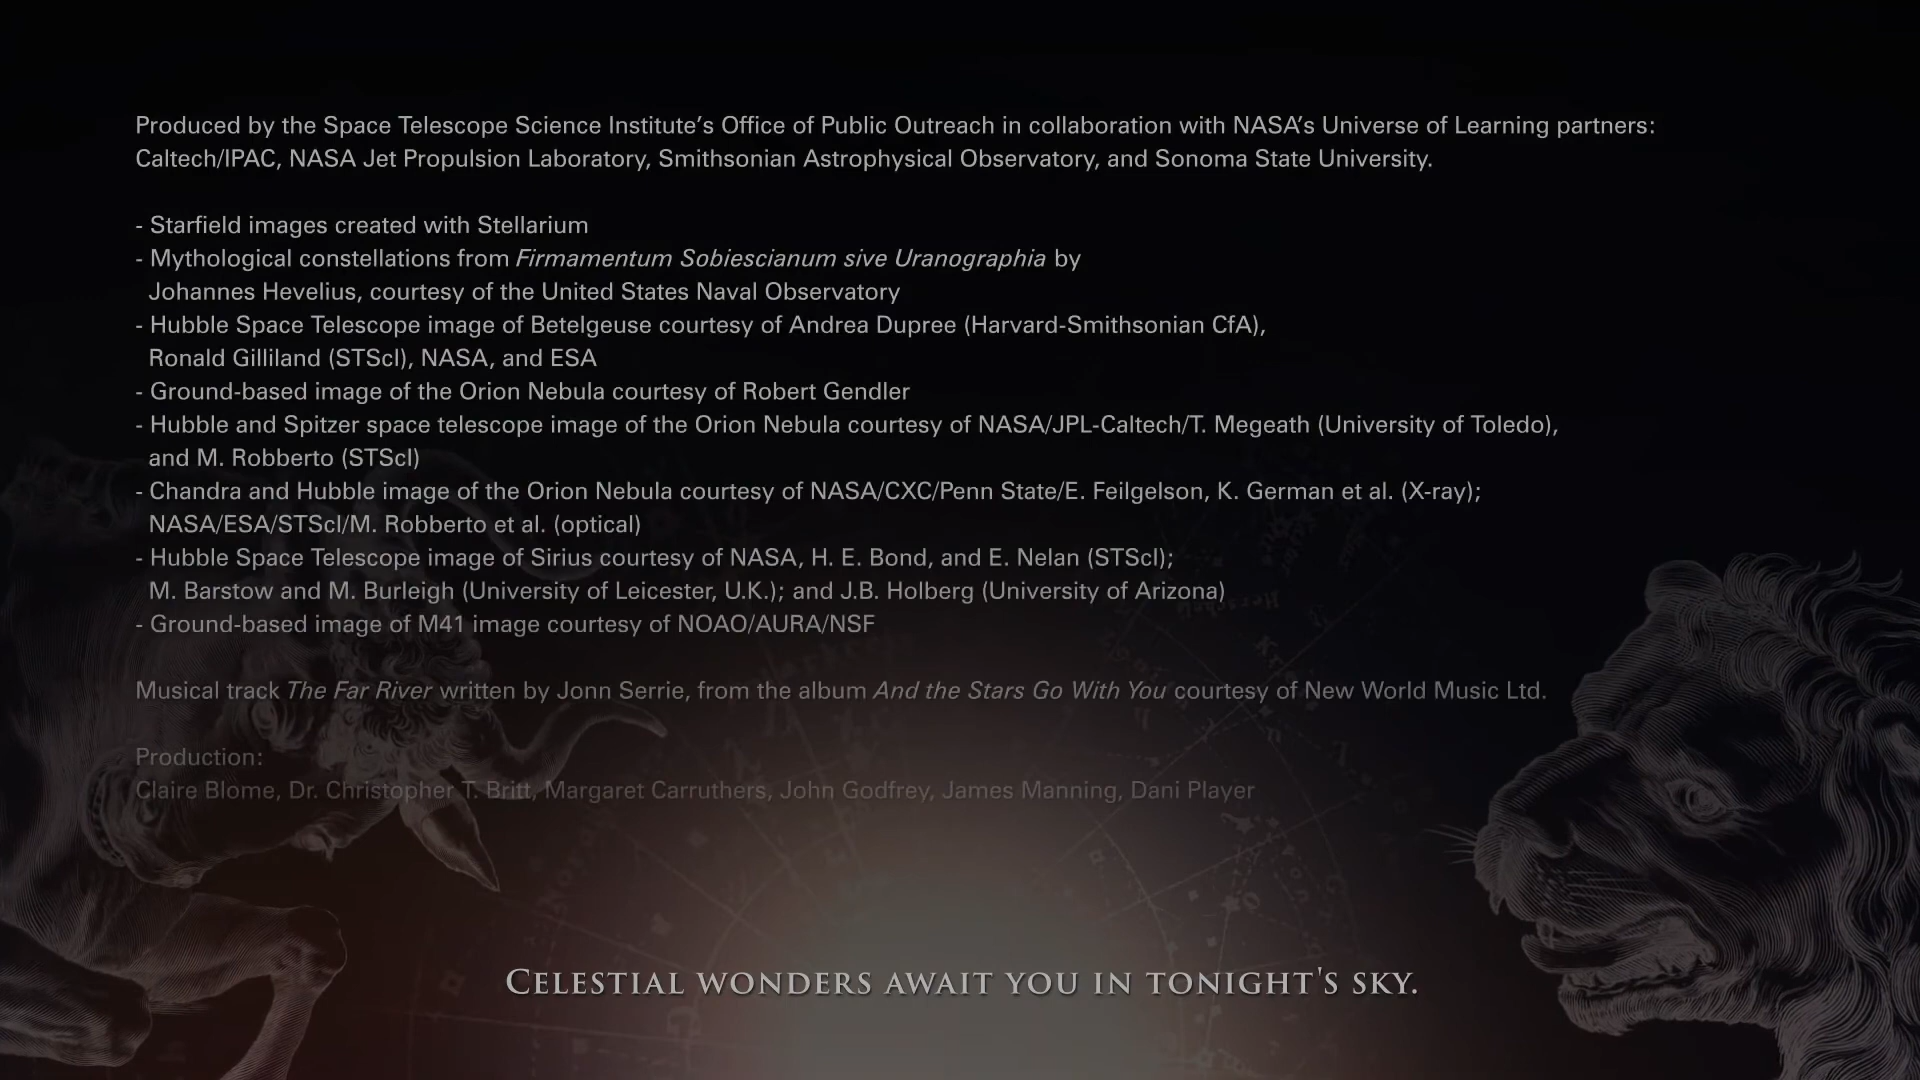 Produced by the Space Telescope Science Institute’s Office of Public Outreach in collaboration with NASA’s Universe of Learning partners:
Caltech/IPAC, NASA Jet Propulsion Laboratory, Smithsonian Astrophysical Observatory, and Sonoma State University.
- Starfield images created with Stellarium
- Mythological constellations from Firmamentum Sobiescianum sive Uranographia by
Johannes Hevelius, courtesy of the United States Naval Observatory
- Hubble Space Telescope image of Betelgeuse courtesy of Andrea Dupree (Harvard-Smithsonian CfA),
Ronald Gilliland (STScI), NASA, and ESA
- Ground-based image of the Orion Nebula courtesy of Robert Gendler
- Hubble and Spitzer space telescope image of the Orion Nebula courtesy of NASA/JPL-Caltech/T. Megeath (University of Toledo),
and M. Robberto (STScI)
- Chandra and Hubble image of the Orion Nebula courtesy of NASA/CXC/Penn State/E. Feilgelson, K. German et al. (X-ray);
NASA/ESA/STScI/M. Robberto et al. (optical)
- Hubble Space Telescope image of Sirius courtesy of NASA, H. E. Bond, and E. Nelan (STScI);
M. Barstow and M. Burleigh (University of Leicester, U.K.); and J.B. Holberg (University of Arizona)
- Ground-based image of M41 image courtesy of NOAO/AURA/NSF
Musical track The Far River written by Jonn Serrie, from the album And the Stars Go With You courtesy of New World Music Ltd.
Production:
Claire Blome, Dr. Christopher T. Britt, Margaret Carruthers, John Godfrey, James Manning, Dani Player
Celestial wonders await you in tonight's sky.